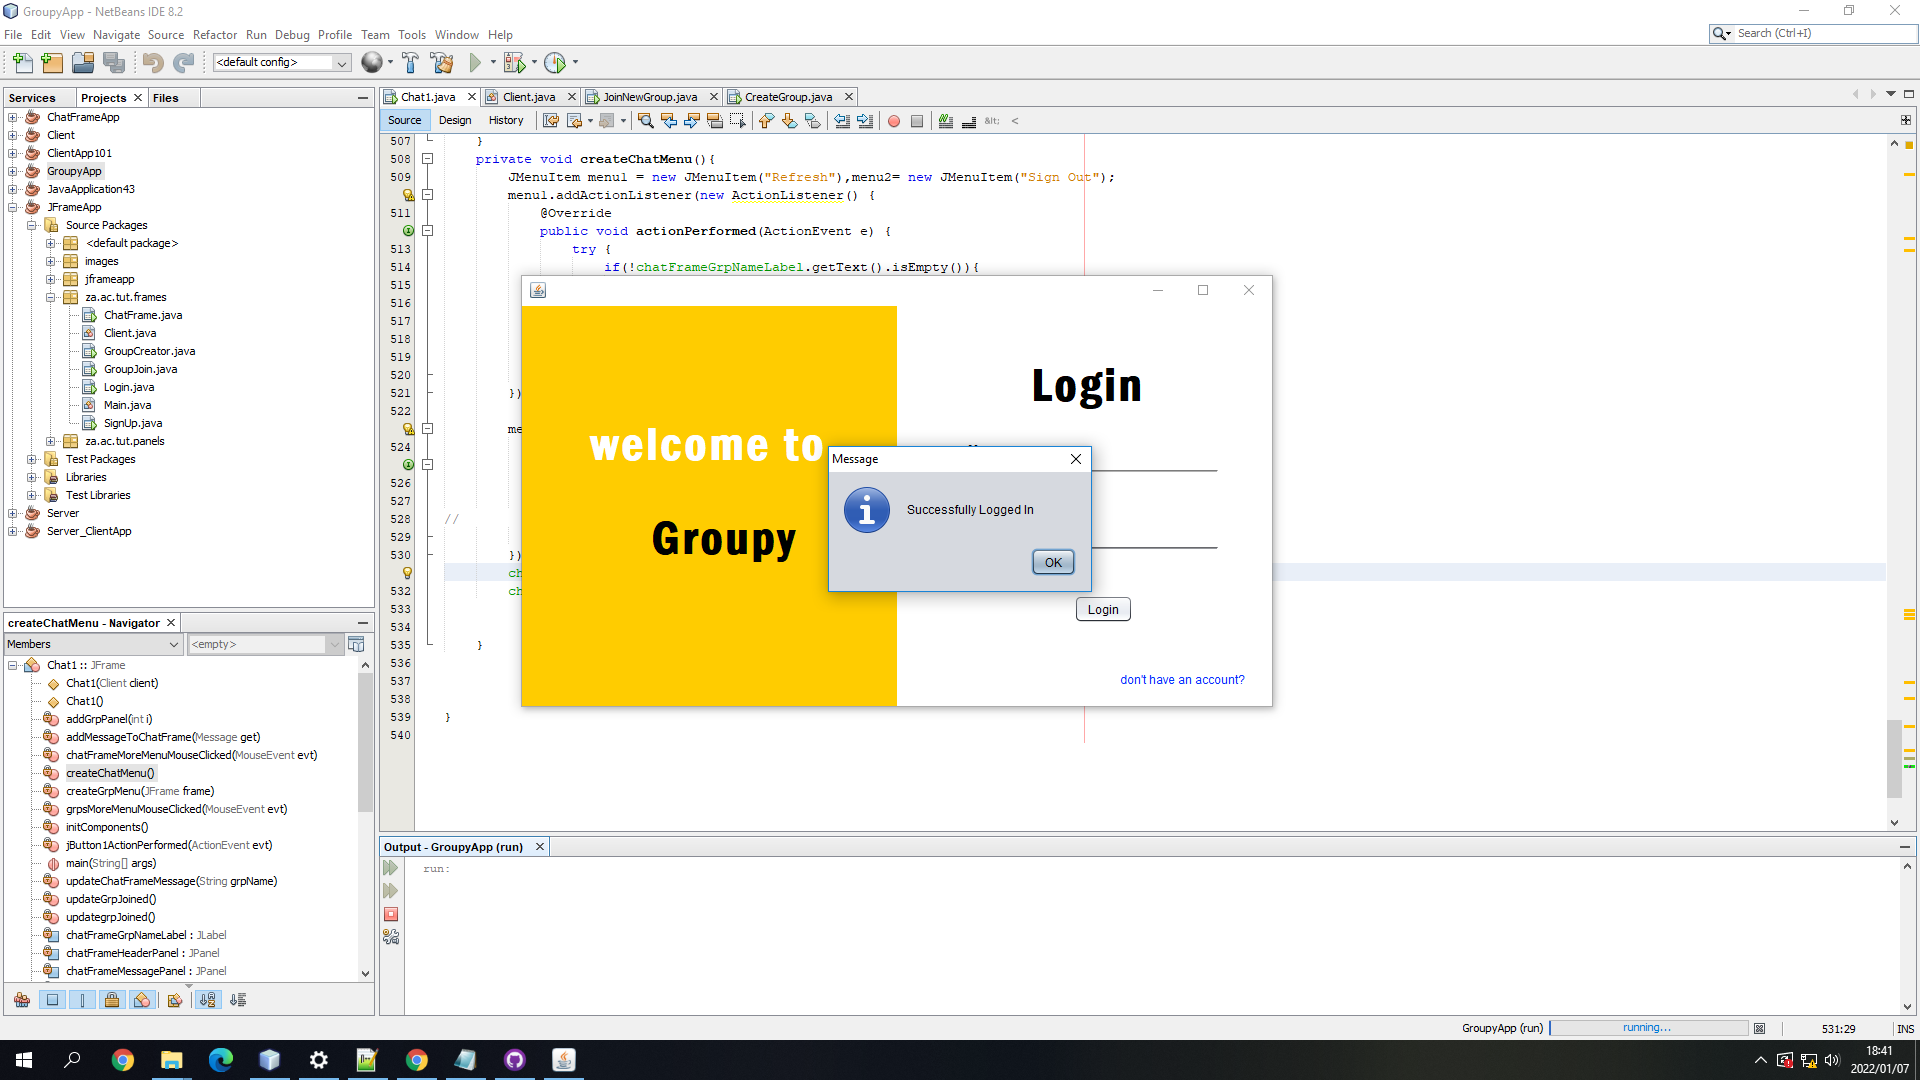 GroupyApp - NetBeans IDE 8.2
File Edit View Navigate Source Refactor Run Debug Profile Team Tools Window Help
Search (Ctrl+I)
<default config>
Services Projects Files
ChatFrameApp
Client
ClientApp101
GroupyApp
JavaApplication43
JFrameApp
Source Packages
<default package>
images
jframeapp
za.ac.tut.frames
ChatFrame.java
Client.java
GroupCreator.java
GroupJoin.java
Login.java
Main.java
SignUp.java
za.ac.tut.panels
Test Packages
Libraries
Test Libraries
Server
Server_ClientApp
createChatMenu - Navigator
Members <empty>
Chat1 :: JFrame
Chat1(Client client)
Chat1()
addGrpPanel(int i)
addMessageToChatFrame(Message get)
chatFrameMoreMenuMouseClicked(MouseEvent evt)
createChatMenu()
createGrpMenu(JFrame frame)
grpsMoreMenuMouseClicked(MouseEvent evt)
initComponents()
jButton1ActionPerformed(ActionEvent evt)
main(String[] args)
updateChatFrameMessage(String grpName)
updateGrpJoined()
updategrpJoined()
chatFrameGrpNameLabel : JLabel
chatFrameHeaderPanel : JPanel
chatFrameMessagePanel : JPanel
Chat1.java Client.java JoinNewGroup.java CreateGroup.java
Source Design History
507 }
508 private void createChatMenu(){
509 JMenuItem menu1 = new JMenuItem("Refresh"),menu2= new JMenuItem("Sign Out");
menu1.addActionListener(new ActionListener() {
511 @Override
public void actionPerformed(ActionEvent e) {
513 try {
514 if(!chatFrameGrpNameLabel.getText().isEmpty()){
515
516
517
518
519
520
521 })
522
me
524
526
527
528 //
529
530 })
ch
532 ch
533
534
535 }
536
537
538
539 }
540
welcome to
Groupy
Login
Message
Successfully Logged In
OK
Login
don't have an account?
Output - GroupyApp (run)
run:
GroupyApp (run) running... 531:29 INS
18:41
2022/01/07